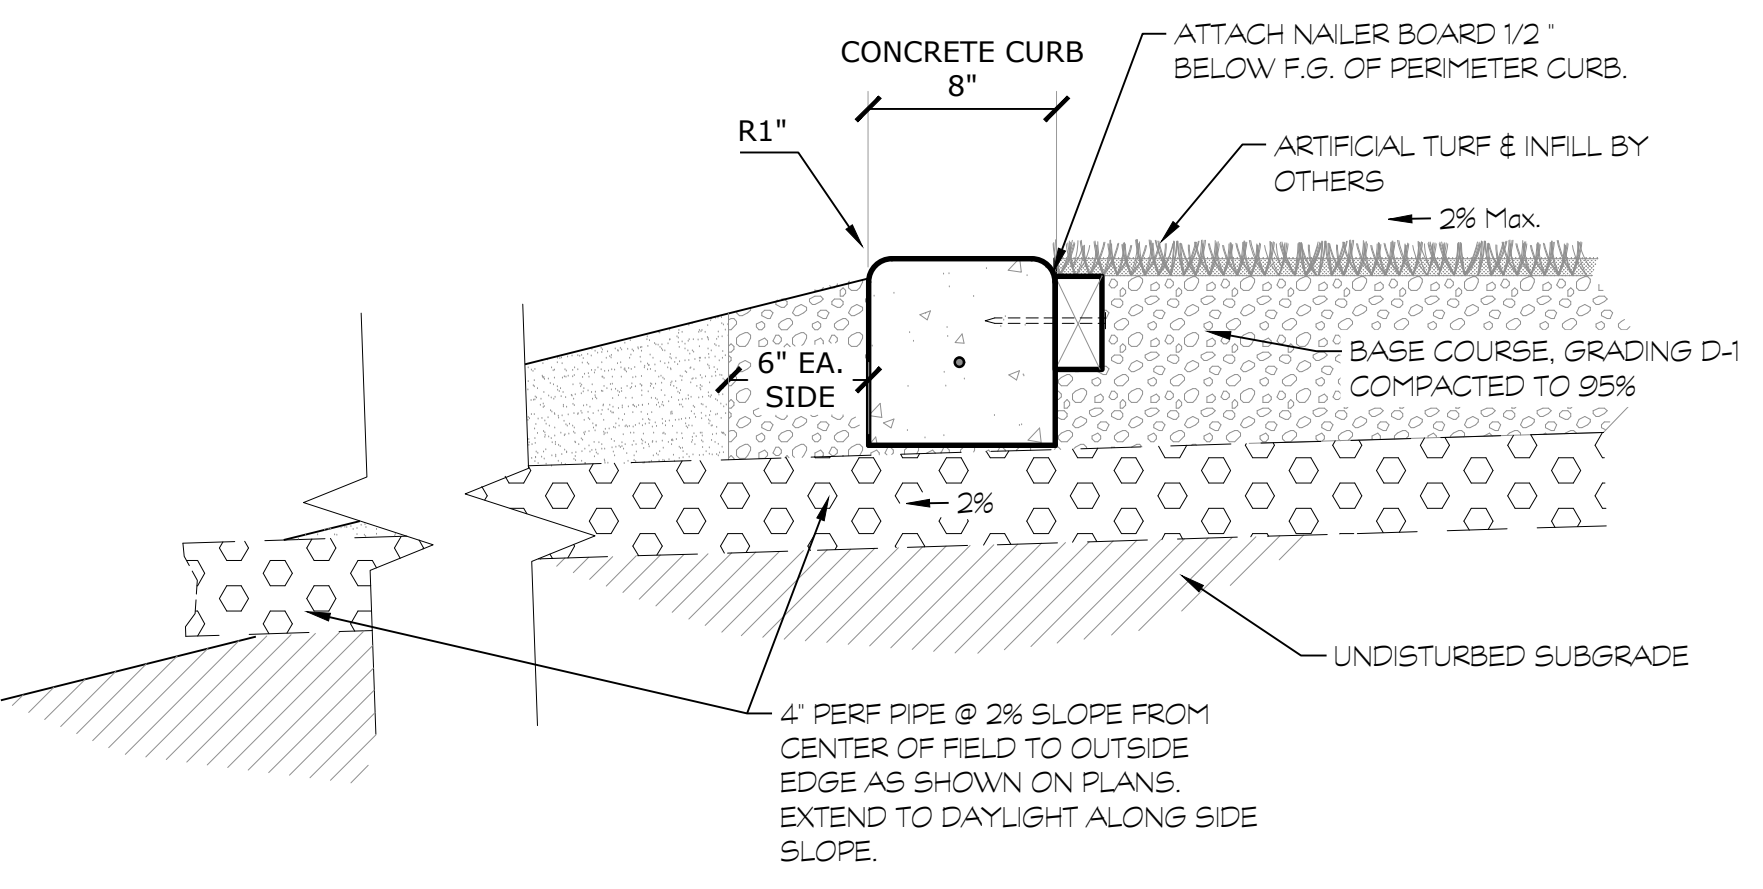 CONCRETE CURB
8"
ATTACH NAILER BOARD 1/2 "
BELOW F.G. OF PERIMETER CURB.
R1"
ARTIFICIAL TURF & INFILL BY
OTHERS
2% Max.
6" EA.
SIDE
BASE COURSE, GRADING D-1
COMPACTED TO 95%
2%
UNDISTURBED SUBGRADE
4" PERF PIPE @ 2% SLOPE FROM
CENTER OF FIELD TO OUTSIDE
EDGE AS SHOWN ON PLANS.
EXTEND TO DAYLIGHT ALONG SIDE
SLOPE.